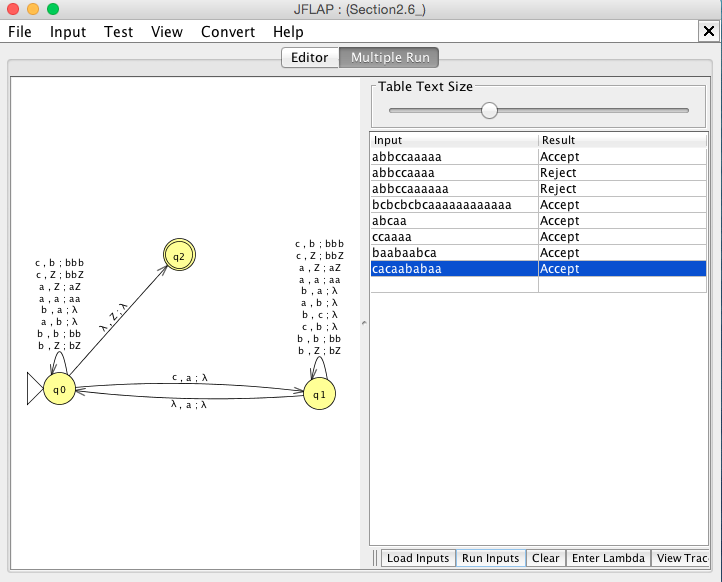 JFLAP : (Section2.6_)
File Input Test View Convert Help
Editor Multiple Run
Table Text Size
Input Result
abbccaaaaa Accept
abbccaaaa Reject
abbccaaaaaa Reject
bcbcbcbcaaaaaaaaaaaa Accept
abcaa Accept
ccaaaa Accept
baabaabca Accept
cacaababaa Accept
c , b ; bbb
c , Z ; bbZ
a , Z ; aZ
a , a ; aa
b , a ; λ
a , b ; λ
b , b ; bb
b , Z ; bZ
q0
λ , Z ; λ
q2
c , a ; λ
λ , a ; λ
c , b ; bbb
c , Z ; bbZ
a , Z ; aZ
a , a ; aa
b , a ; λ
a , b ; λ
b , c ; λ
c , b ; λ
b , b ; bb
b , Z ; bZ
q1
Load Inputs Run Inputs Clear Enter Lambda View Trac